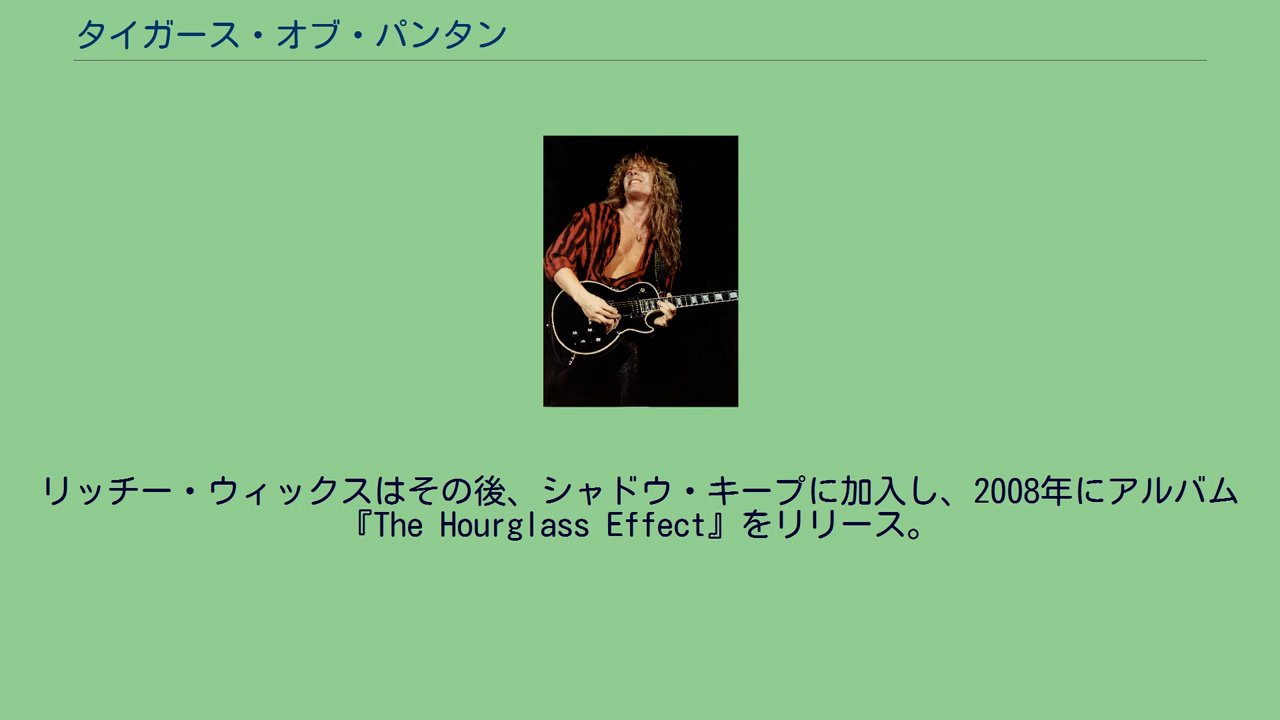 タイガース・オブ・パンタン
リッチー・ウィックスはその後、シャドウ・キープに加入し、2008年にアルバム
『The Hourglass Effect』をリリース。